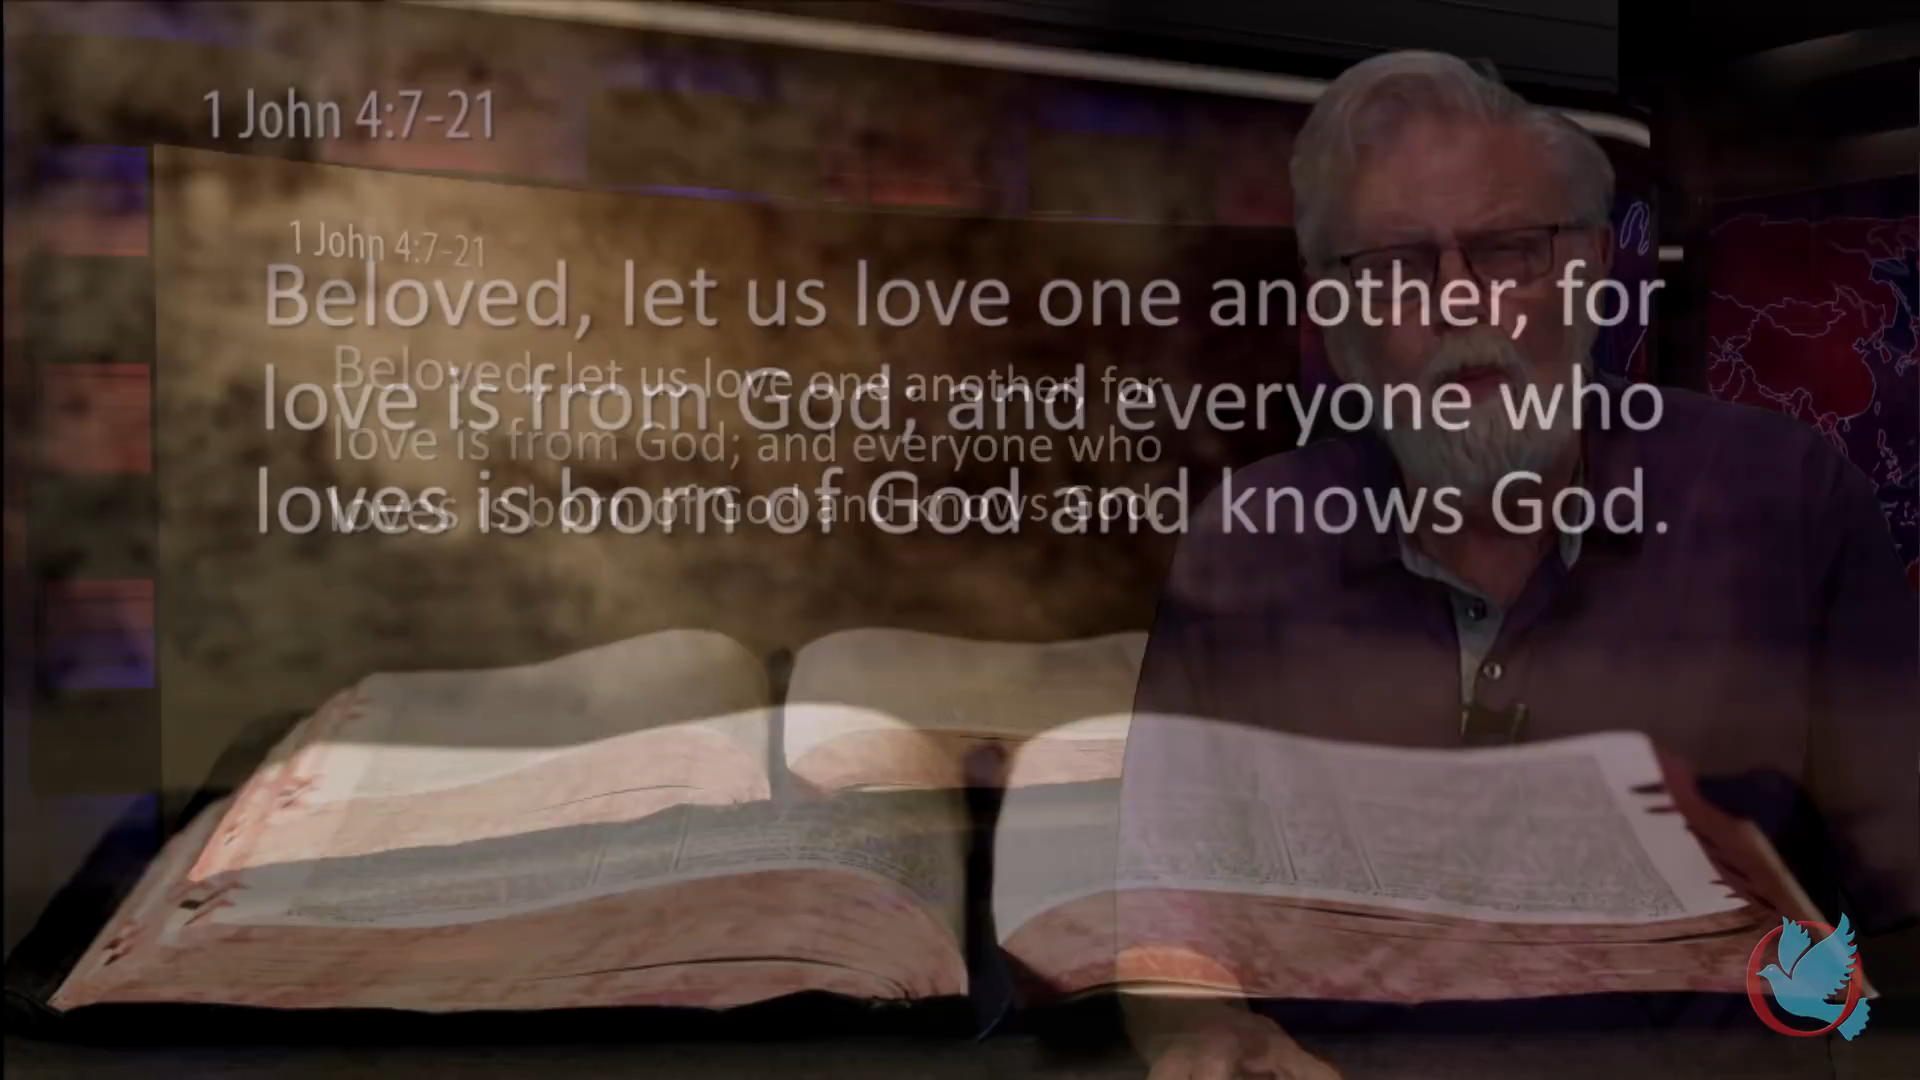 1 John 4:7-21
1 John 4:7-21
Beloved, let us love one another, for
love is from God; and everyone who
loves is born of God and knows God.
Beloved, let us love one another, for
love is from God; and everyone who
loves is born of God and knows God.